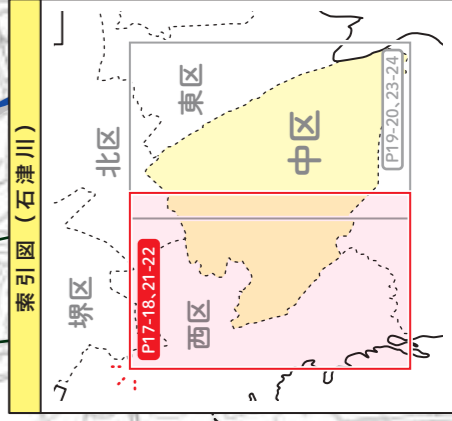 索引図（石津川）
堺区
北区
東区
P17-18、21-22
西区
中区
P19-20、23-24